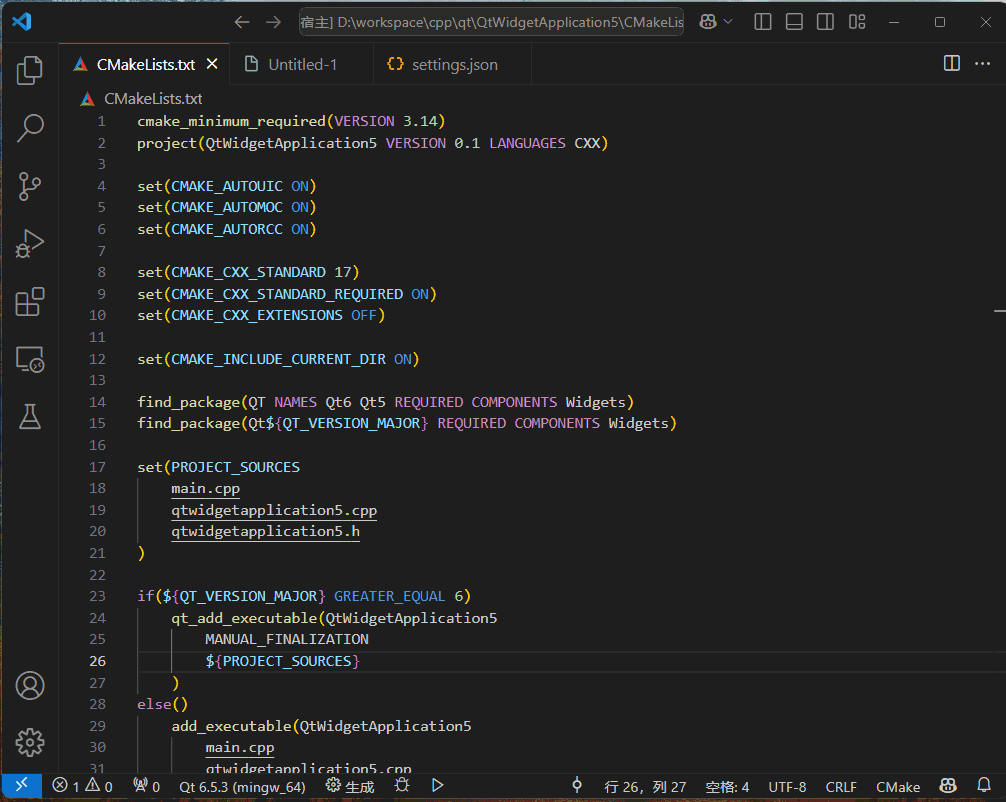 宿主] D:\workspace\cpp\qt\QtWidgetApplication5\CMakeLis
CMakeLists.txt
Untitled-1
settings.json
CMakeLists.txt
1 cmake_minimum_required(VERSION 3.14)
2 project(QtWidgetApplication5 VERSION 0.1 LANGUAGES CXX)
3
4 set(CMAKE_AUTOUIC ON)
5 set(CMAKE_AUTOMOC ON)
6 set(CMAKE_AUTORCC ON)
7
8 set(CMAKE_CXX_STANDARD 17)
9 set(CMAKE_CXX_STANDARD_REQUIRED ON)
10 set(CMAKE_CXX_EXTENSIONS OFF)
11
12 set(CMAKE_INCLUDE_CURRENT_DIR ON)
13
14 find_package(QT NAMES Qt6 Qt5 REQUIRED COMPONENTS Widgets)
15 find_package(Qt${QT_VERSION_MAJOR} REQUIRED COMPONENTS Widgets)
16
17 set(PROJECT_SOURCES
18 main.cpp
19 qtwidgetapplication5.cpp
20 qtwidgetapplication5.h
21 )
22
23 if(${QT_VERSION_MAJOR} GREATER_EQUAL 6)
24 qt_add_executable(QtWidgetApplication5
25 MANUAL_FINALIZATION
26 ${PROJECT_SOURCES}
27 )
28 else()
29 add_executable(QtWidgetApplication5
30 main.cpp
31 qtwidgetapplication5.cpp
1 0 0 Qt 6.5.3 (mingw_64) 生成 行 26，列 27 空格: 4 UTF-8 CRLF CMake